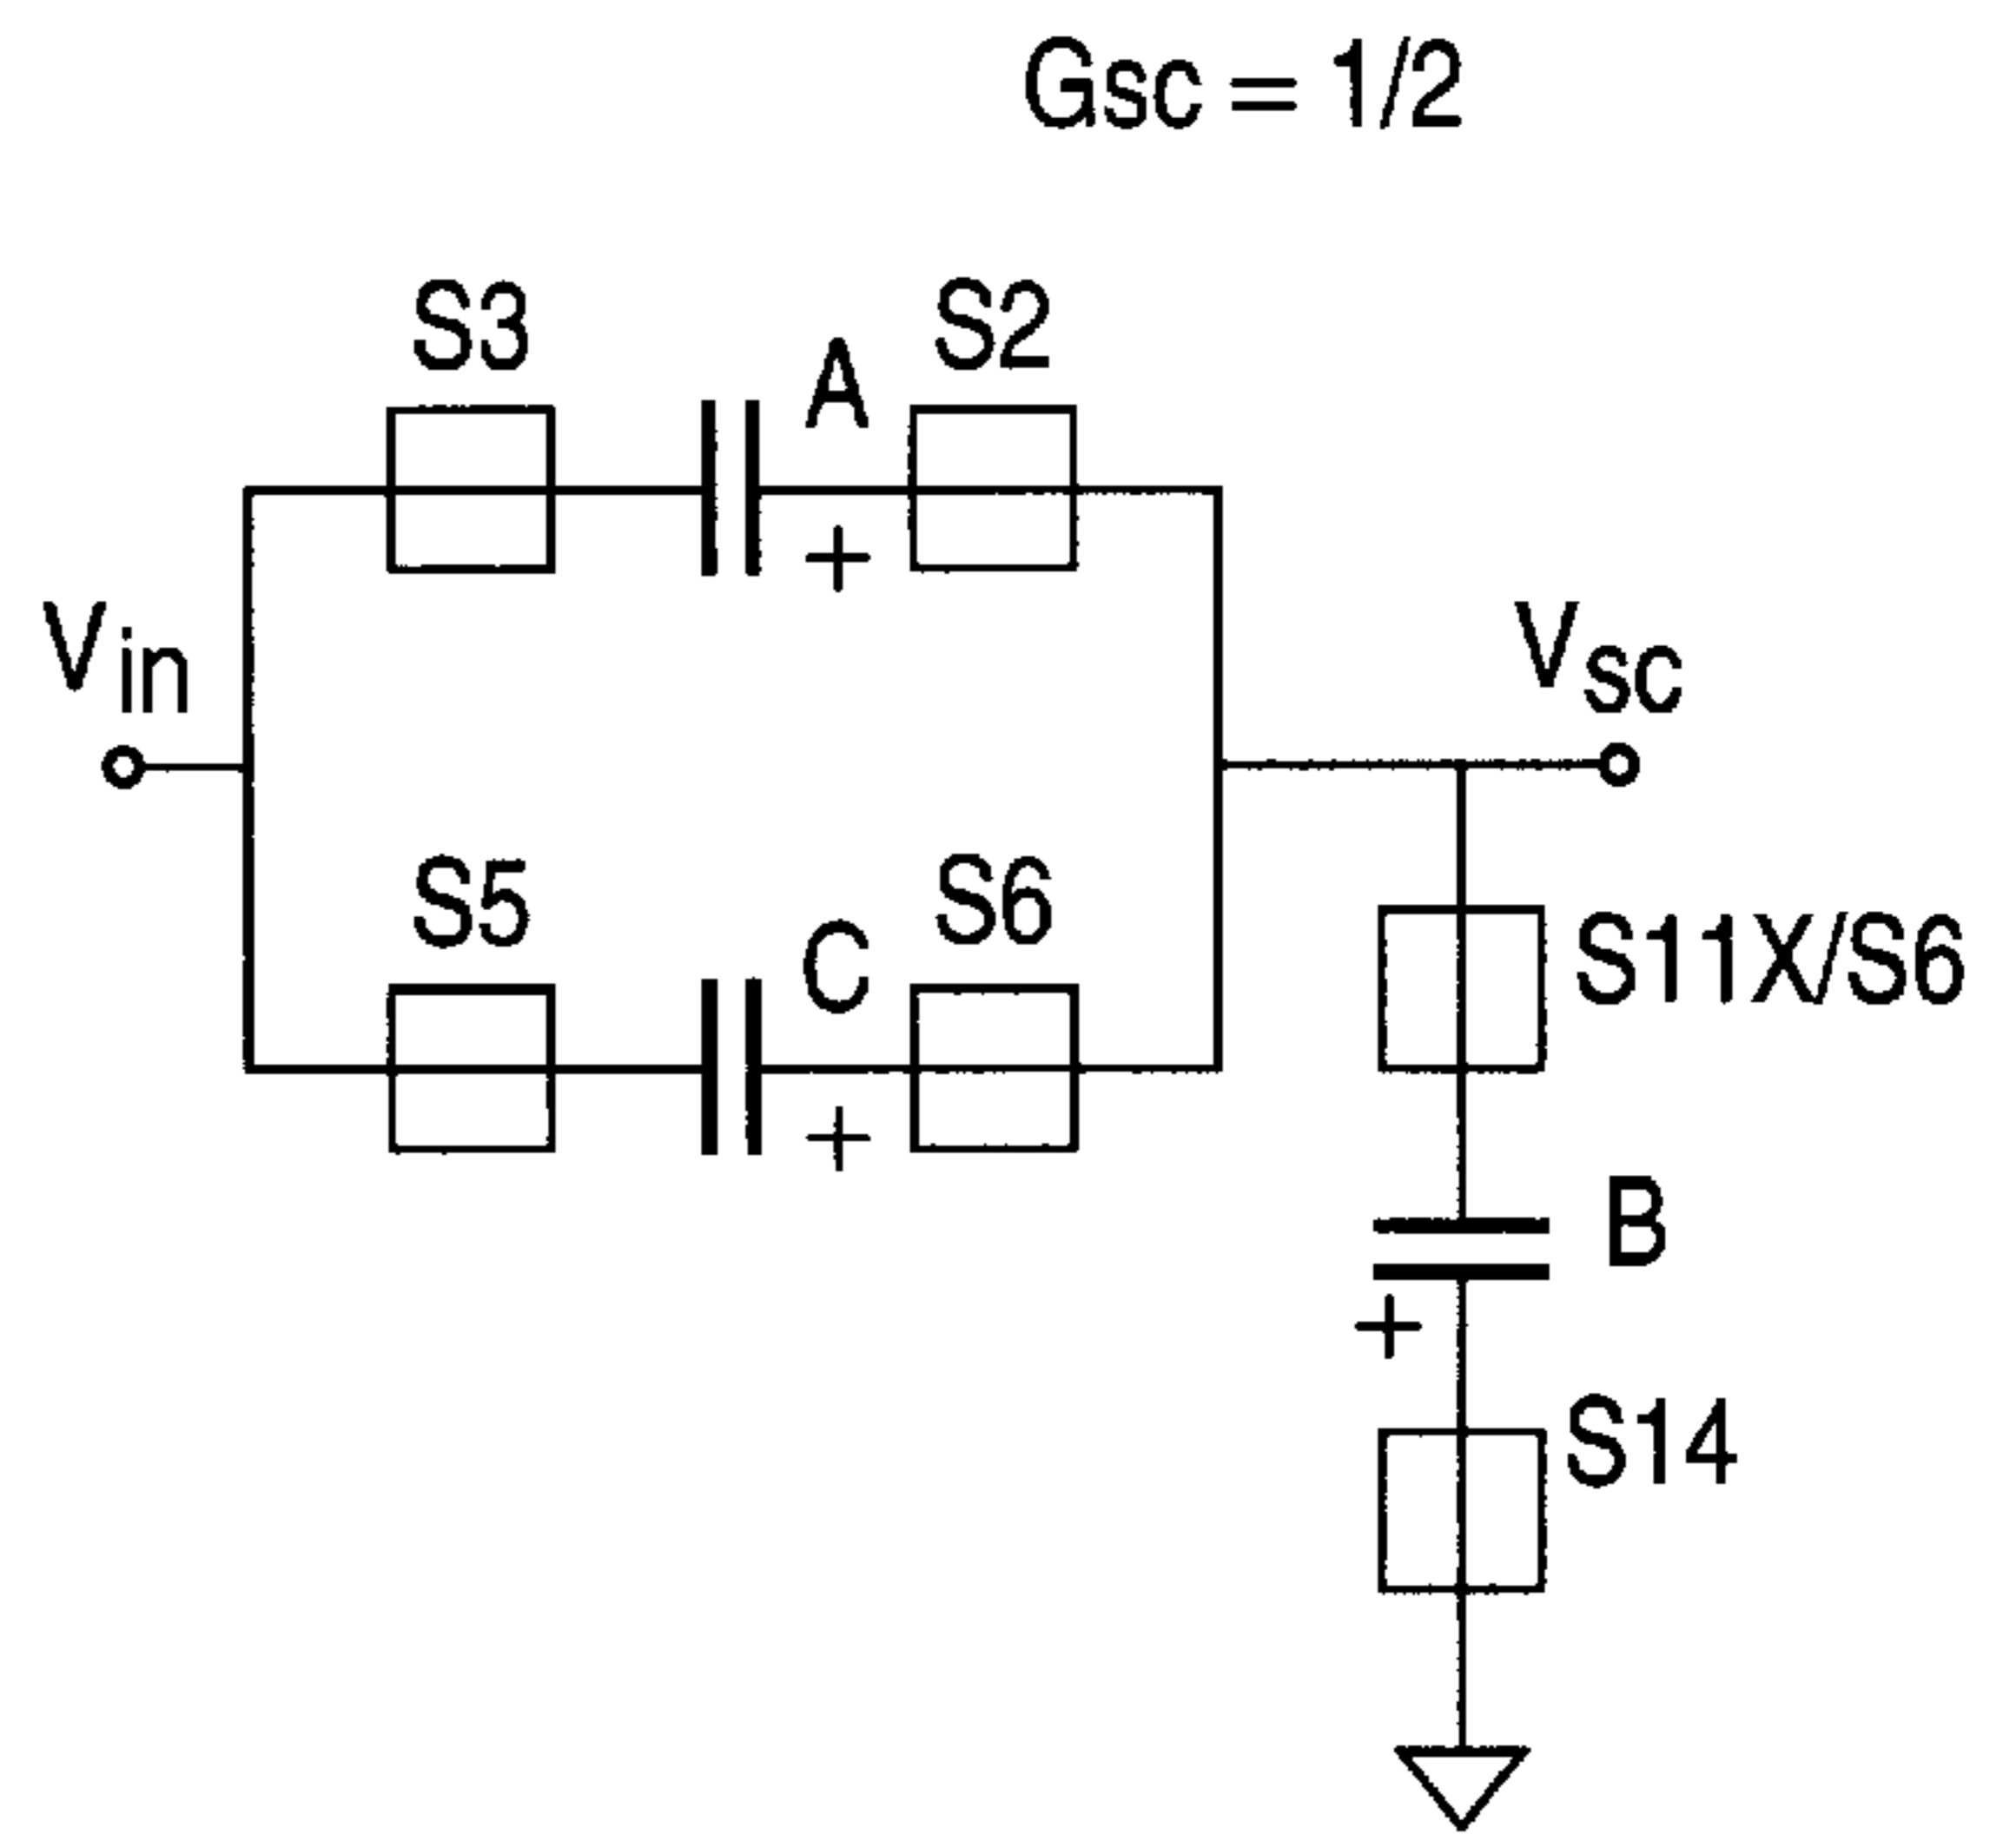 Gsc = 1/2
S3
A
S2
+
Vin
Vsc
S5
C
S6
S11X/S6
+
B
+
S14